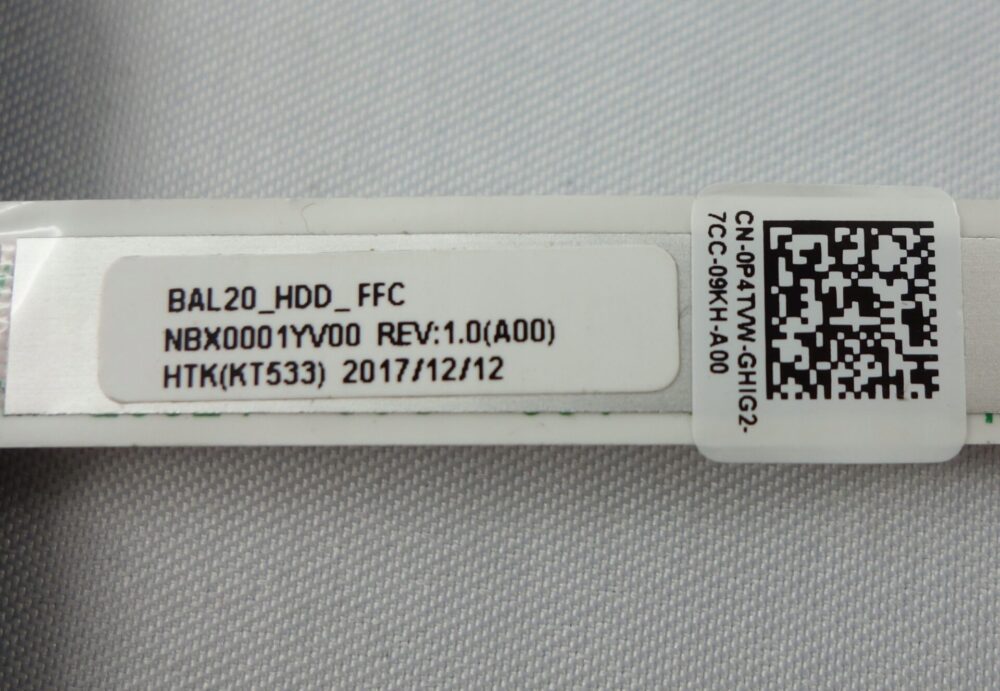 BAL20_HDD_FFC
NBX0001YV00 REV:1.0(A00)
HTK(KT533) 2017/12/12
CN-0P4TVW-GHIG2-
7CC-09KH-A00